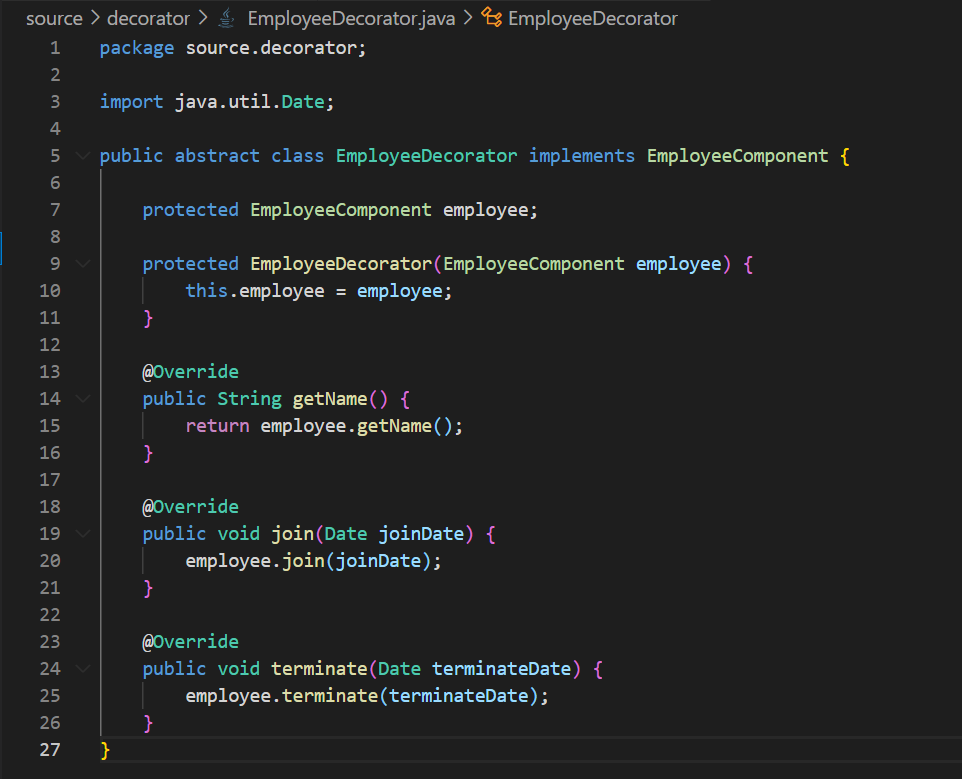 source > decorator > EmployeeDecorator.java > EmployeeDecorator
1 package source.decorator;
2
3 import java.util.Date;
4
5 public abstract class EmployeeDecorator implements EmployeeComponent {
6
7     protected EmployeeComponent employee;
8
9     protected EmployeeDecorator(EmployeeComponent employee) {
10         this.employee = employee;
11     }
12
13     @Override
14     public String getName() {
15         return employee.getName();
16     }
17
18     @Override
19     public void join(Date joinDate) {
20         employee.join(joinDate);
21     }
22
23     @Override
24     public void terminate(Date terminateDate) {
25         employee.terminate(terminateDate);
26     }
27 }